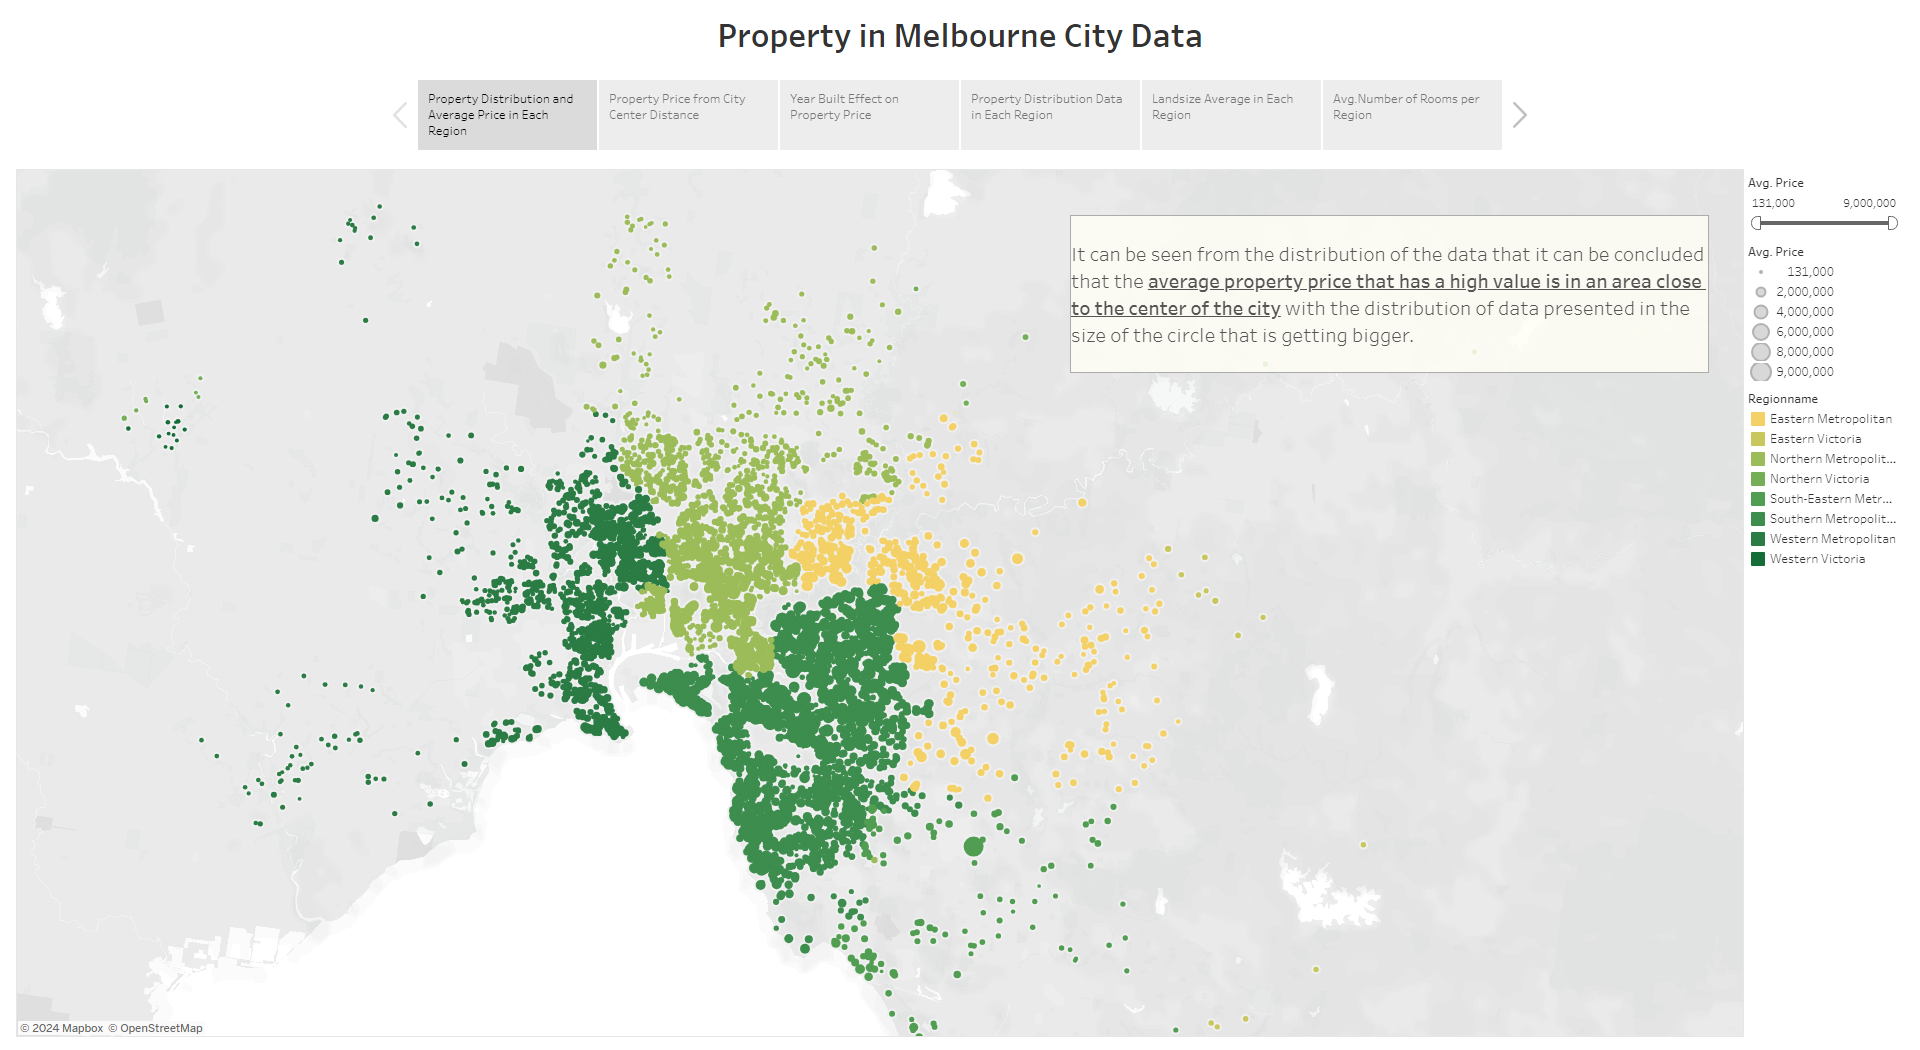 Property in Melbourne City Data
Property Distribution and
Average Price in Each
Region
Property Price from City
Center Distance
Year Built Effect on
Property Price
Property Distribution Data
in Each Region
Landsize Average in Each
Region
Avg.Number of Rooms per
Region
It can be seen from the distribution of the data that it can be concluded
that the average property price that has a high value is in an area close
to the center of the city with the distribution of data presented in the
size of the circle that is getting bigger.
Avg. Price
131,000 9,000,000
Avg. Price
131,000
2,000,000
4,000,000
6,000,000
8,000,000
9,000,000
Regionname
Eastern Metropolitan
Eastern Victoria
Northern Metropolit...
Northern Victoria
South-Eastern Metr...
Southern Metropolit...
Western Metropolitan
Western Victoria
© 2024 Mapbox © OpenStreetMap